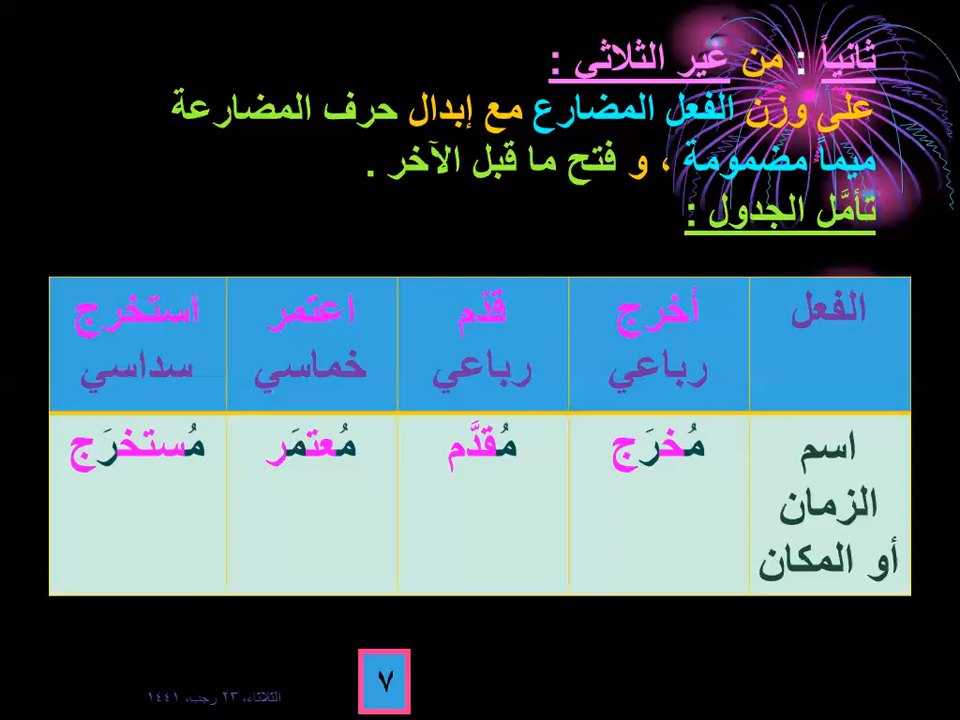 ثانياً : من غير الثلاثي :
على وزن الفعل المضارع مع إبدال حرف المضارعة
ميماً مضمومة ، و فتح ما قبل الآخر .
تأمَّل الجدول :
الفعل أخرج قدّم اعتمر استخرج
رباعي رباعي خماسي سداسي
اسم مُخرَج مُقدَّم مُعتمَر مُستخرَج
الزمان
أو المكان
٧
الثلاثاء، ٢٣ رجب، ١٤٤١